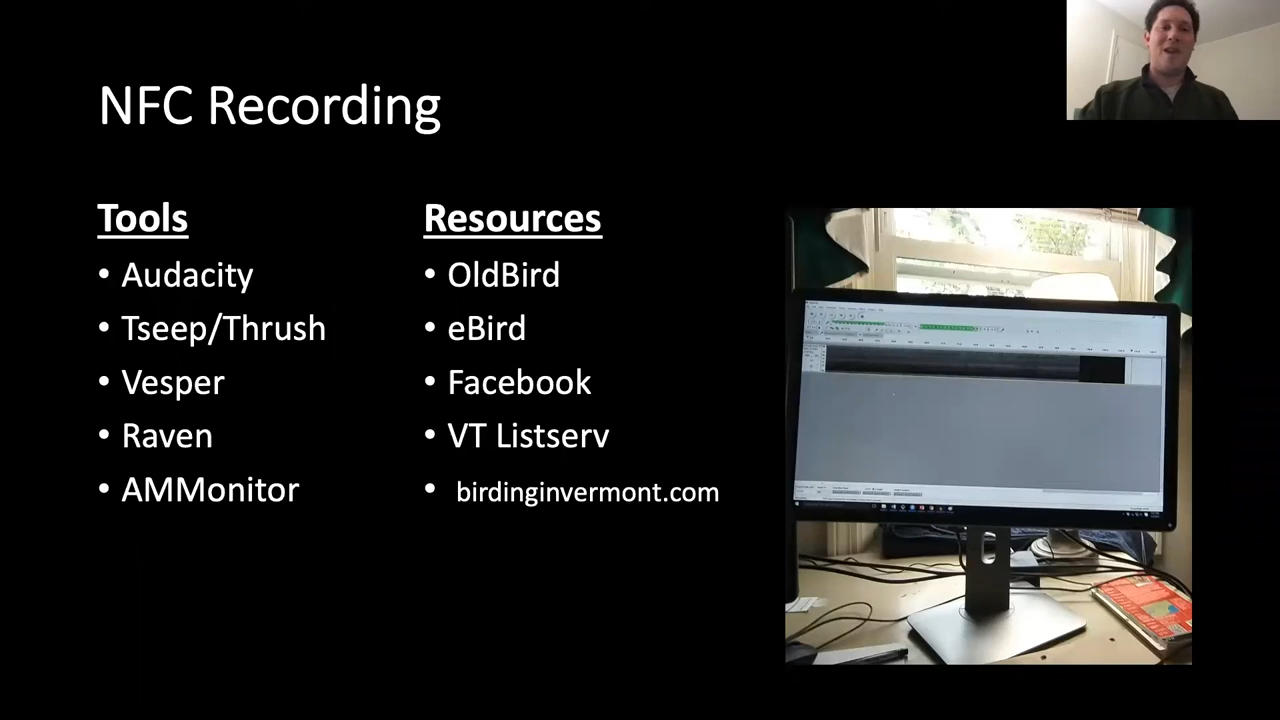 NFC Recording
Tools
• Audacity
• Tseep/Thrush
• Vesper
• Raven
• AMMonitor
Resources
• OldBird
• eBird
• Facebook
• VT Listserv
• birdinginvermont.com